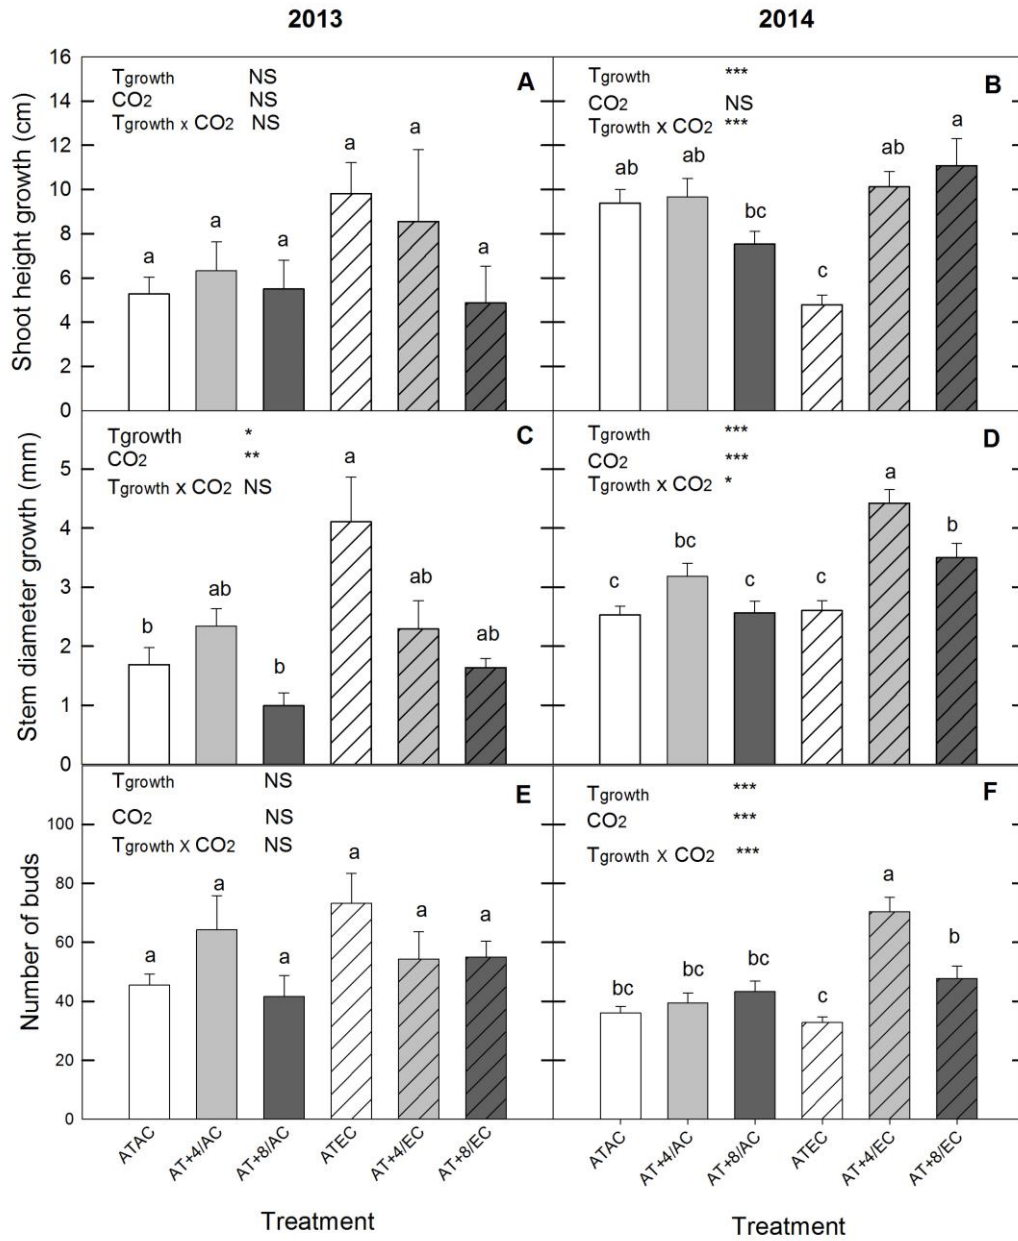 2013
2014
Shoot height growth (cm)
16
14
12
10
8
6
4
2
0
Tgrowth NS
CO2 NS
Tgrowth x CO2 NS
A
a
a
a
a
a
a
Tgrowth ***
CO2 NS
Tgrowth x CO2 ***
B
ab
ab
bc
c
ab
a
Stem diameter growth (mm)
5
4
3
2
1
0
Tgrowth *
CO2 **
Tgrowth x CO2 NS
C
b
ab
b
a
ab
ab
Tgrowth ***
CO2 ***
Tgrowth x CO2 *
D
c
bc
c
c
a
b
Number of buds
100
80
60
40
20
0
Tgrowth NS
CO2 NS
Tgrowth X CO2 NS
E
a
a
a
a
a
a
Tgrowth ***
CO2 ***
Tgrowth X CO2 ***
F
bc
bc
bc
c
a
b
ATAC
AT+4/AC
AT+8/AC
ATEC
AT+4/EC
AT+8/EC
ATAC
AT+4/AC
AT+8/AC
ATEC
AT+4/EC
AT+8/EC
Treatment
Treatment